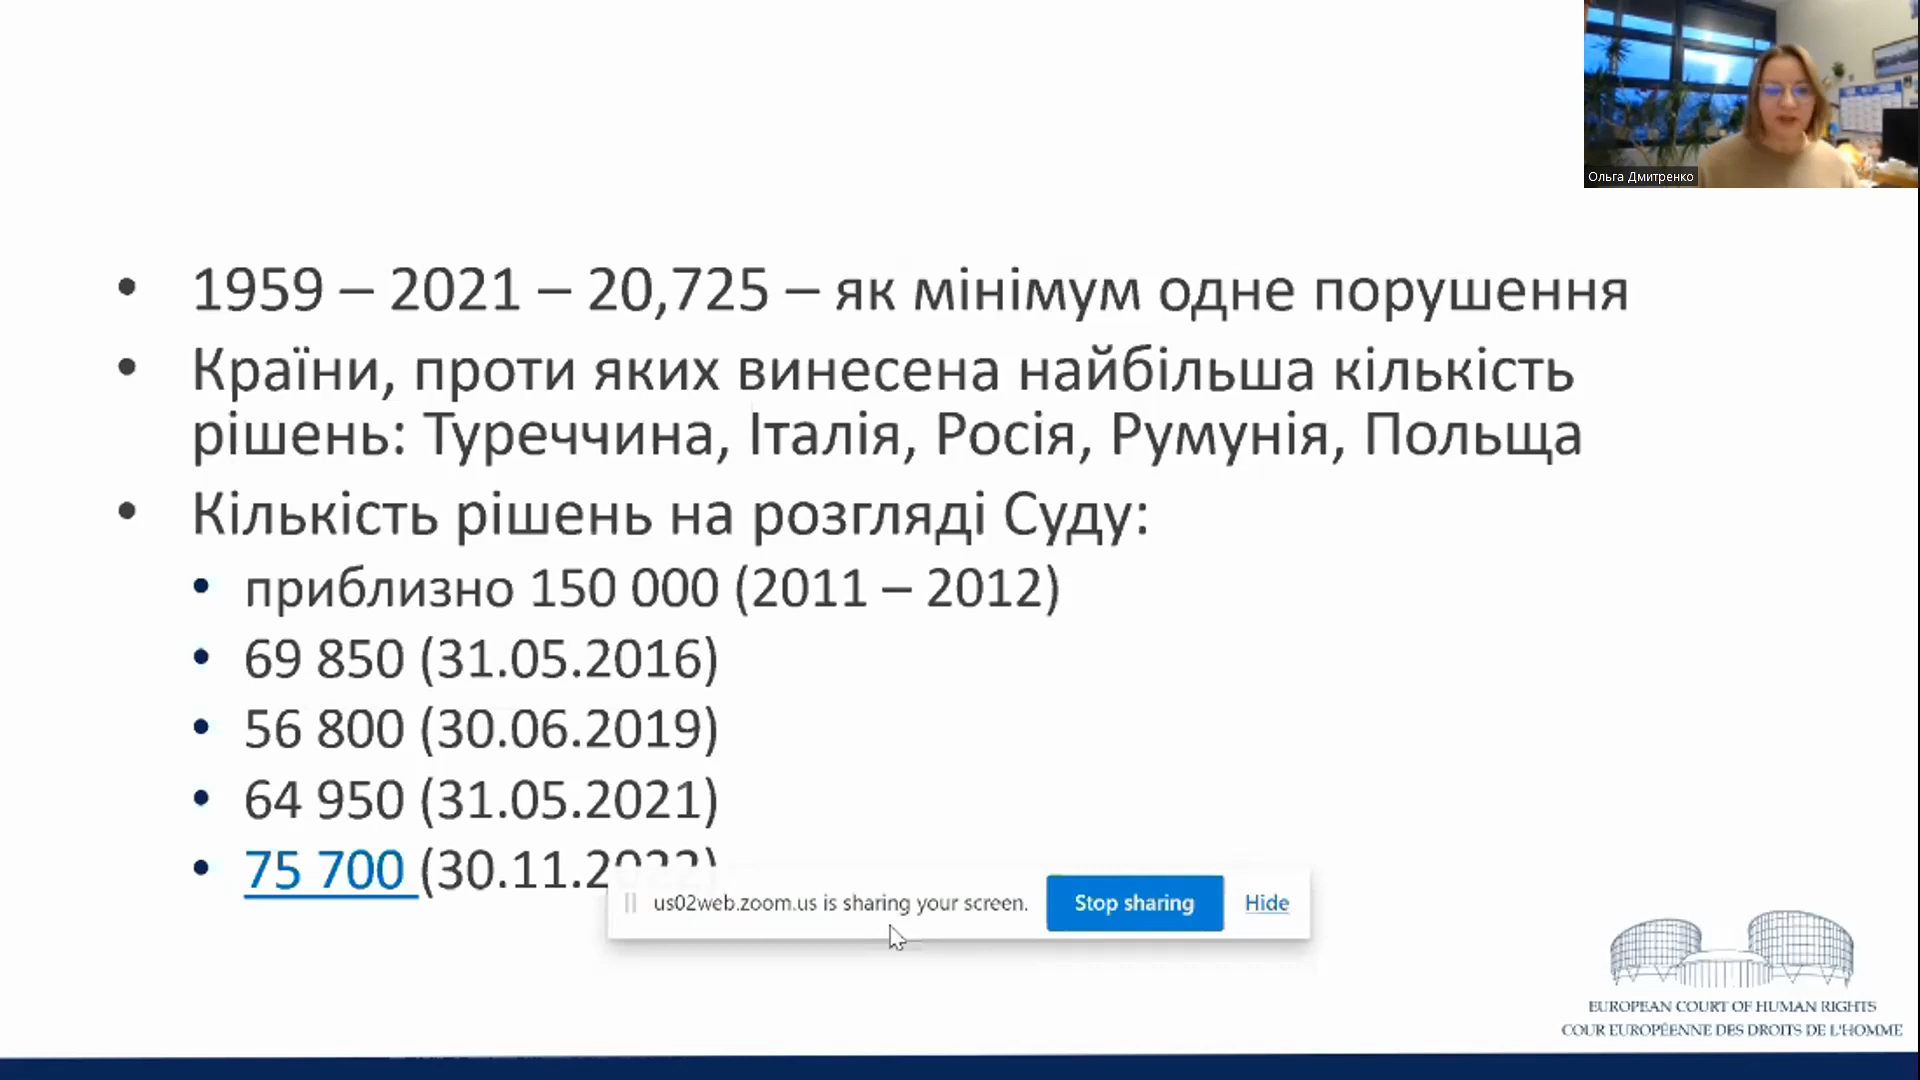 Ольга Дмитренко
• 1959 – 2021 – 20,725 – як мінімум одне порушення
• Країни, проти яких винесена найбільша кількість
рішень: Туреччина, Італія, Росія, Румунія, Польща
• Кількість рішень на розгляді Суду:
• приблизно 150 000 (2011 – 2012)
• 69 850 (31.05.2016)
• 56 800 (30.06.2019)
• 64 950 (31.05.2021)
• 75 700 (30.11.2022)
us02web.zoom.us is sharing your screen. Stop sharing Hide
EUROPEAN COURT OF HUMAN RIGHTS
COUR EUROPÉENNE DES DROITS DE L'HOMME